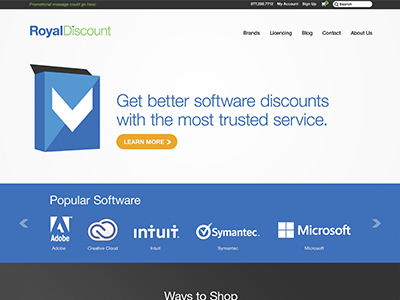 Promotional message could go here!
877.292.7712 My Account Sign Up Search
RoyalDiscount
Brands Licencing Blog Contact About Us
Get better software discounts
with the most trusted service.
LEARN MORE >
Popular Software
Adobe intuit Symantec. Microsoft
Adobe Creative Cloud Intuit Symantec Microsoft
Ways to Shop